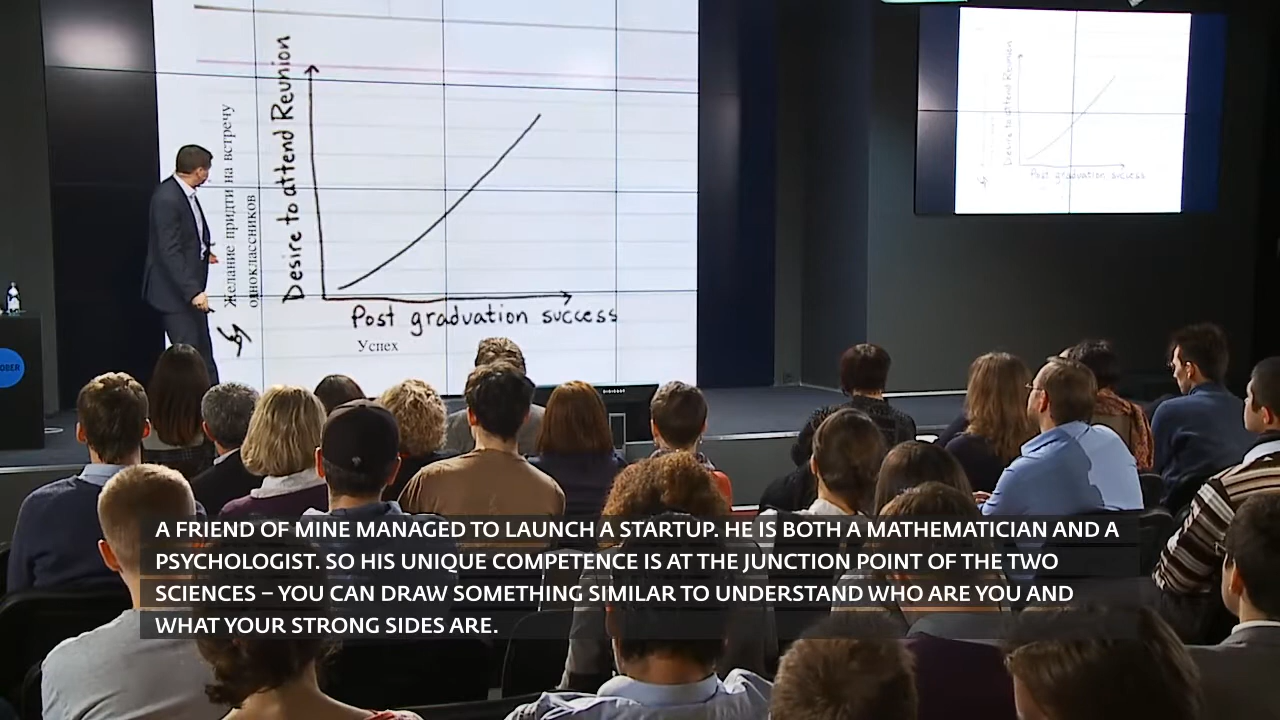 Желание придти на встречу
одноклассников
Desire to attend Reunion
Post graduation success
Успех
Desire to attend Reunion
Post graduation success
OBER
A FRIEND OF MINE MANAGED TO LAUNCH A STARTUP. HE IS BOTH A MATHEMATICIAN AND A
PSYCHOLOGIST. SO HIS UNIQUE COMPETENCE IS AT THE JUNCTION POINT OF THE TWO
SCIENCES – YOU CAN DRAW SOMETHING SIMILAR TO UNDERSTAND WHO ARE YOU AND
WHAT YOUR STRONG SIDES ARE.